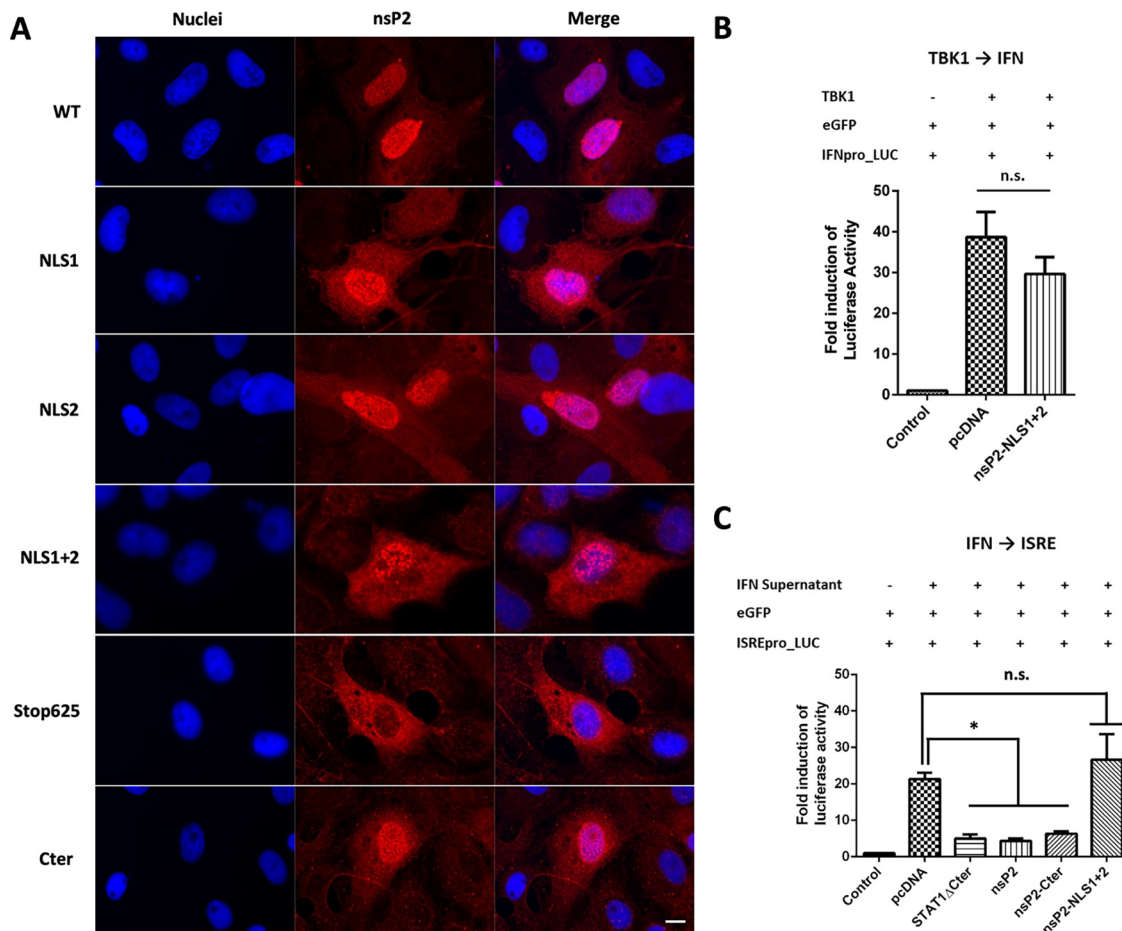 A
Nuclei nsP2 Merge
WT
NLS1
NLS2
NLS1+2
Stop625
Cter
B
TBK1 → IFN
TBK1 - + +
eGFP + + +
IFNpro_LUC + + +
n.s.
Fold induction of
Luciferase Activity
50
40
30
20
10
0
Control
pcDNA
nsP2-NLS1+2
C
IFN → ISRE
IFN Supernatant - + + + + +
eGFP + + + + + +
ISREpro_LUC + + + + + +
n.s.
*
Fold induction of
luciferase activity
50
40
30
20
10
0
Control
pcDNA
STAT1ΔCter
nsP2
nsP2-Cter
nsP2-NLS1+2